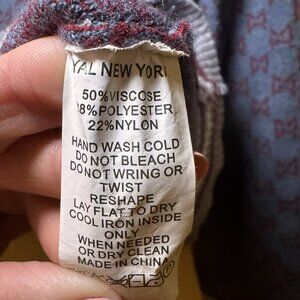 YAL NEW YORK
50%VISCOSE
28%POLYESTER
22%NYLON
HAND WASH COLD
DO NOT BLEACH
DO NOT WRING OR
TWIST
RESHAPE
LAY FLAT TO DRY
COOL IRON INSIDE
ONLY
WHEN NEEDED
OR DRY CLEAN
MADE IN CHINA